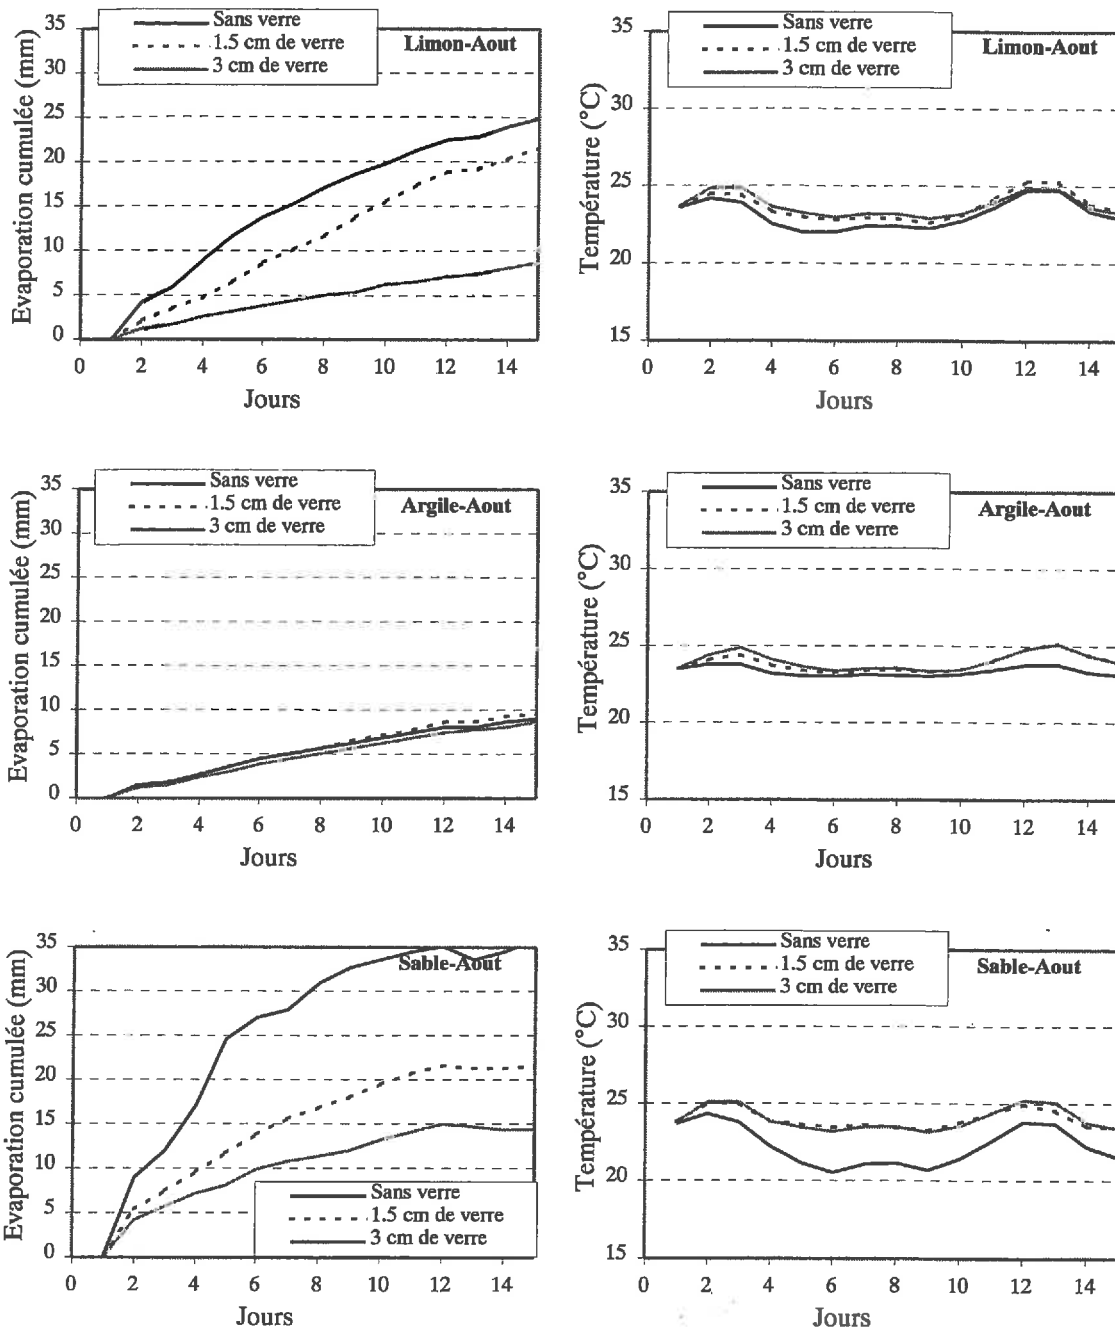 Sans verre
1.5 cm de verre
3 cm de verre
Limon-Aout
Evaporation cumulée (mm)
35
30
25
20
15
10
5
0
0 2 4 6 8 10 12 14
Jours
Sans verre
1.5 cm de verre
3 cm de verre
Limon-Aout
Température (°C)
35
30
25
20
15
0 2 4 6 8 10 12 14
Jours
Sans verre
1.5 cm de verre
3 cm de verre
Argile-Aout
Evaporation cumulée (mm)
35
30
25
20
15
10
5
0
0 2 4 6 8 10 12 14
Jours
Sans verre
1.5 cm de verre
3 cm de verre
Argile-Aout
Température (°C)
35
30
25
20
15
0 2 4 6 8 10 12 14
Jours
Sable-Aout
Evaporation cumulée (mm)
35
30
25
20
15
10
5
0
Sans verre
1.5 cm de verre
3 cm de verre
0 2 4 6 8 10 12 14
Jours
Sans verre
1.5 cm de verre
3 cm de verre
Sable-Aout
Température (°C)
35
30
25
20
15
0 2 4 6 8 10 12 14
Jours